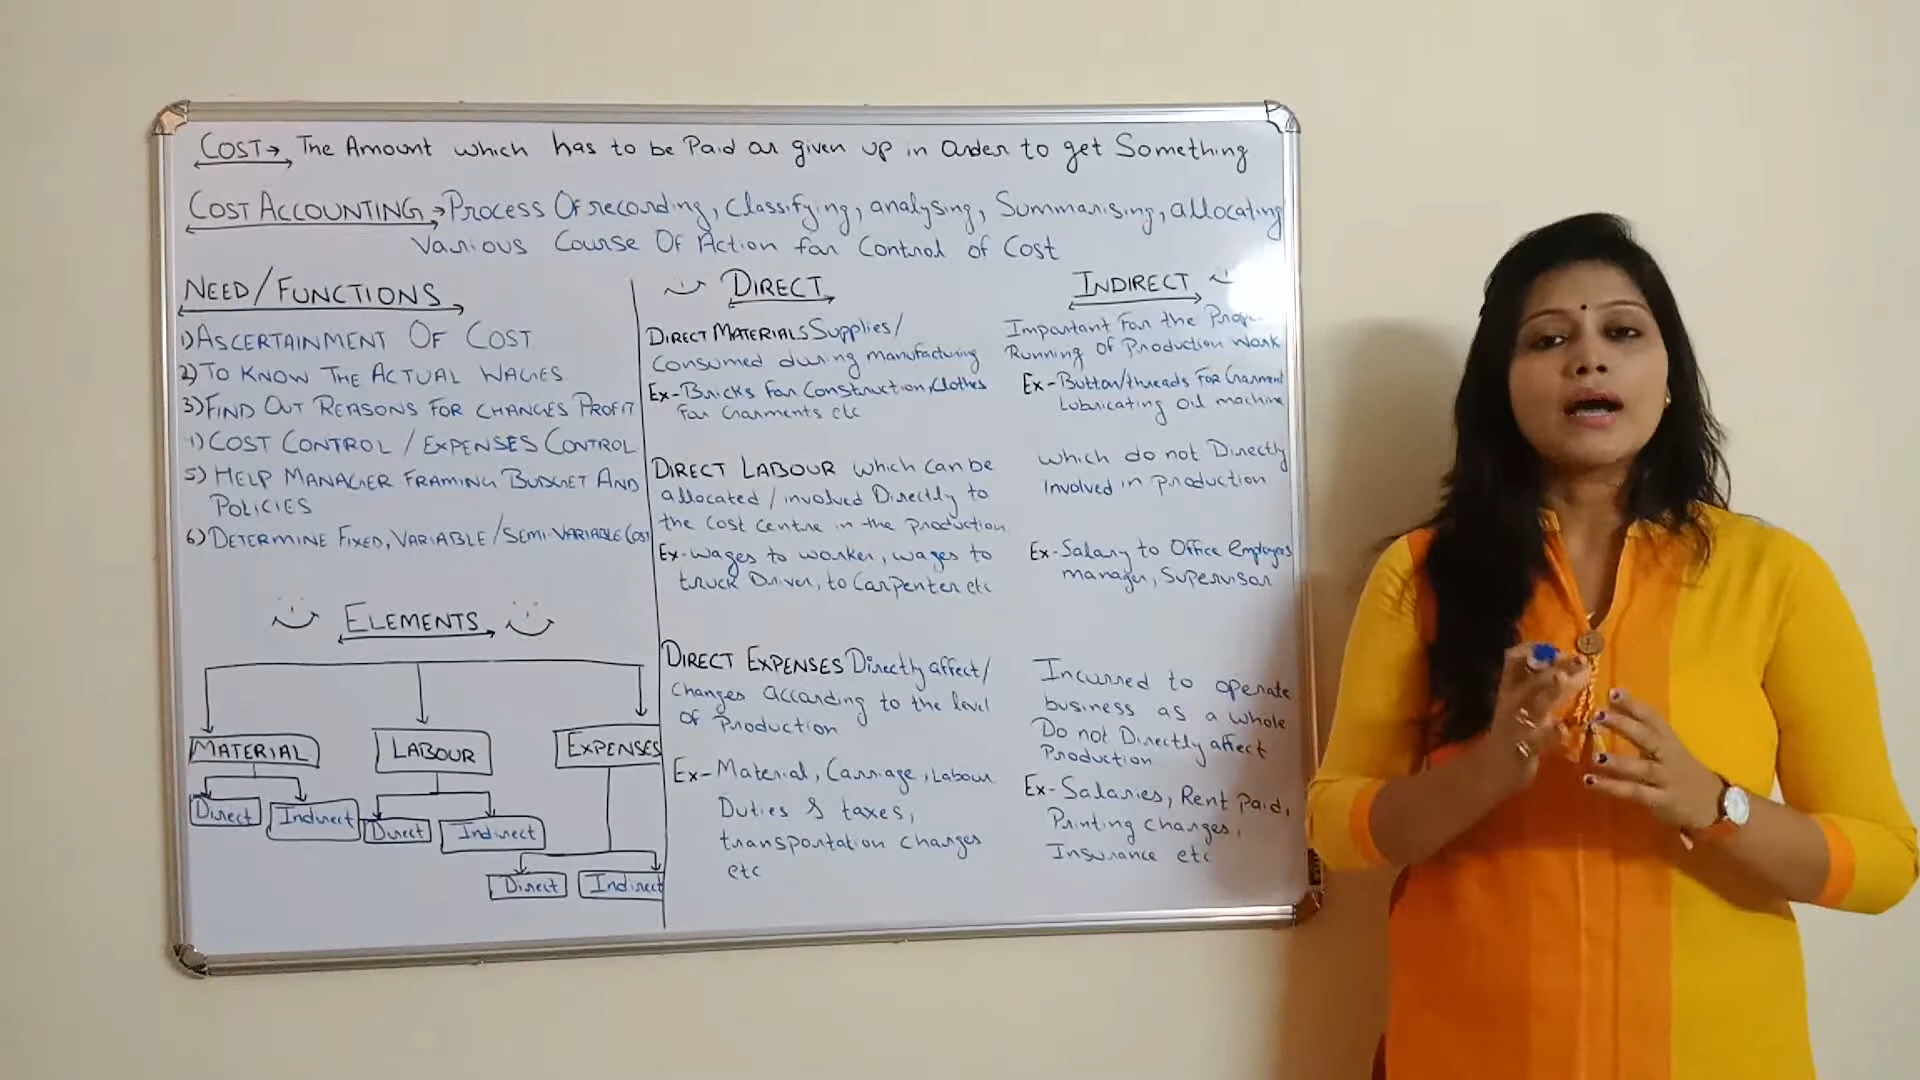 COST→ The Amount which has to be Paid or given up in order to get Something
COST ACCOUNTING→Process Of recording, Classifying, analysing, Summarising, allocating
Various Course Of Action for Control of Cost
NEED/FUNCTIONS
1) ASCERTAINMENT OF COST
2) TO KNOW THE ACTUAL WAGES
3) FIND OUT REASONS FOR CHANGES PROFIT
1) COST CONTROL / EXPENSES CONTROL
5) HELP MANAGER FRAMING BUDGET AND
POLICIES
6) DETERMINE FIXED, VARIABLE/SEMI-VARIABLE COST
ELEMENTS
MATERIAL LABOUR EXPENSES
Direct Indirect Direct Indirect
Direct Indirect
DIRECT
DIRECT MATERIALS Supplies/
Consumed during manufacturing
Ex-Bricks for Construction, Clothes
for Garments etc
DIRECT LABOUR which can be
allocated / involved Directly to
the cost centre in the production
Ex-wages to worker, wages to
truck Driver, to Carpenter etc
DIRECT EXPENSES Directly affect/
Changes According to the level
of Production
Ex-Material, Carriage, Labour
Duties & taxes,
transportation charges
etc
INDIRECT
Important For the
Running of Production Work
Ex-Button/threads For Garment
Lubricating Oil machine
which do not Directly
involved in production
Ex-Salary to Office Employees
manager, Supervisor
Incurred to operate
business as a whole
Do not Directly affect
Production
Ex-Salaries, Rent Paid,
Printing Charges,
Insurance etc